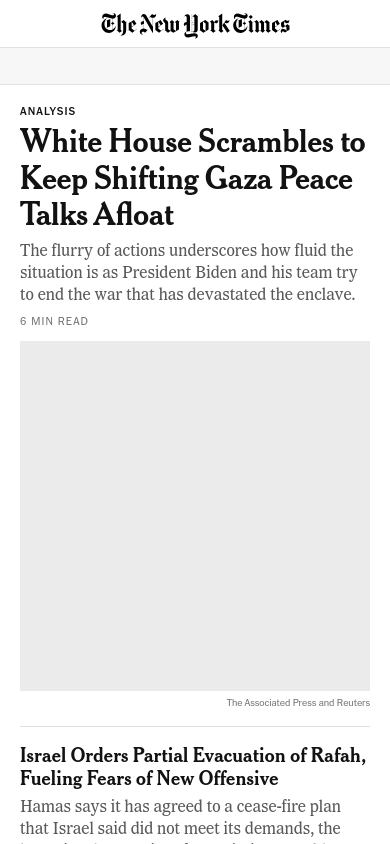 The New York Times
ANALYSIS
White House Scrambles to
Keep Shifting Gaza Peace
Talks Afloat
The flurry of actions underscores how fluid the
situation is as President Biden and his team try
to end the war that has devastated the enclave.
6 MIN READ
The Associated Press and Reuters
Israel Orders Partial Evacuation of Rafah,
Fueling Fears of New Offensive
Hamas says it has agreed to a cease-fire plan
that Israel said did not meet its demands, the